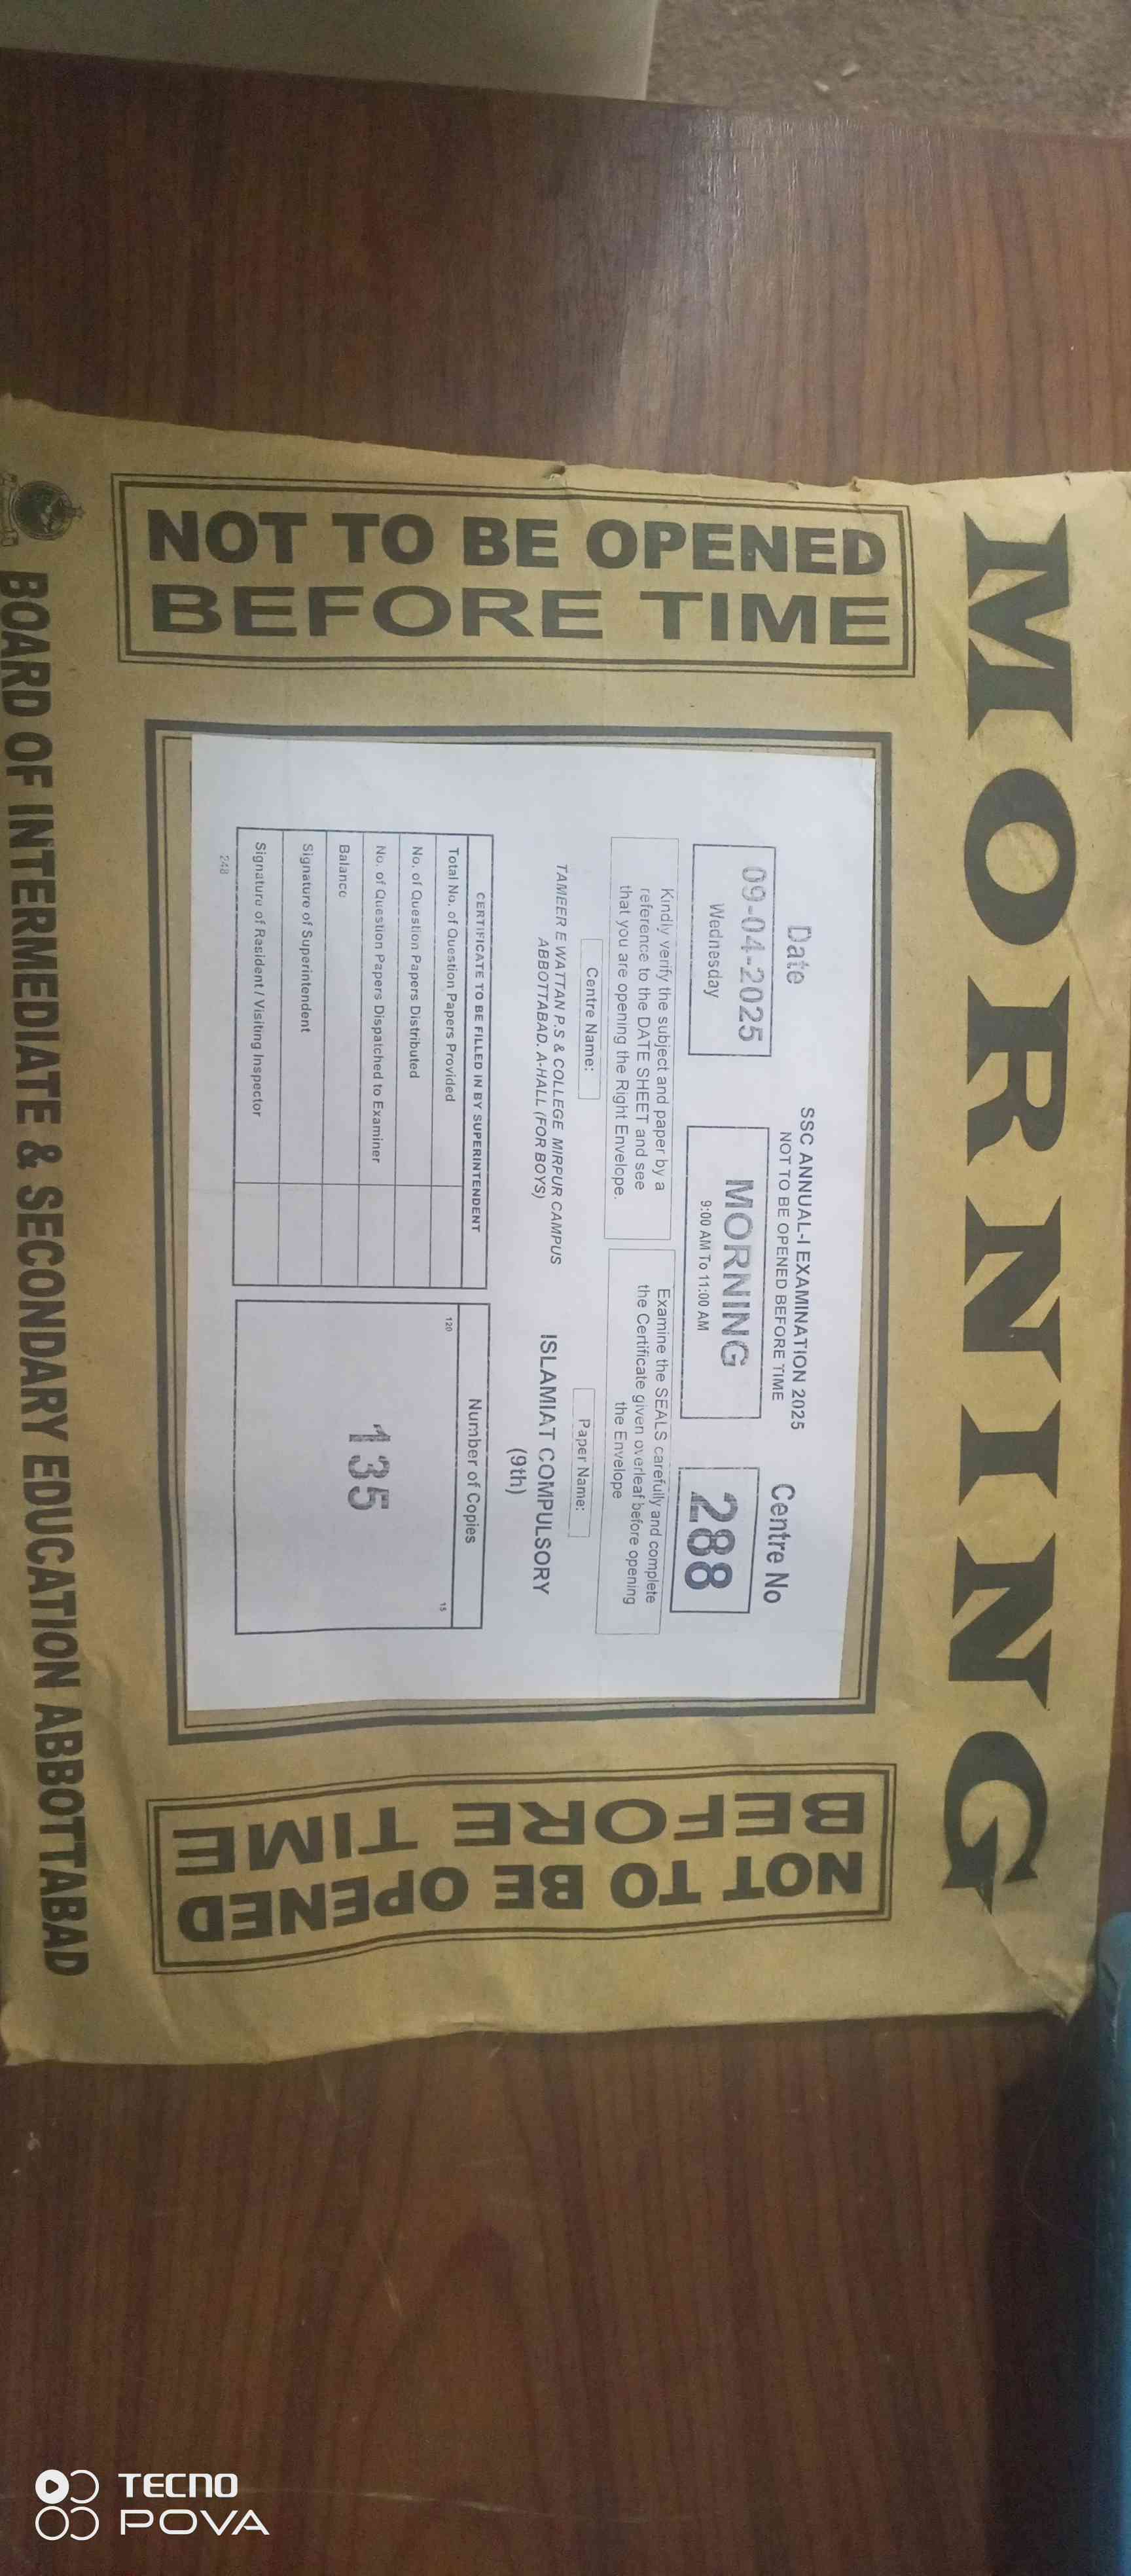 MORNING
NOT TO BE OPENED
BEFORE TIME
SSC ANNUAL-I EXAMINATION 2025
NOT TO BE OPENED BEFORE TIME
Date
09-04-2025
Wednesday
MORNING
9:00 AM To 11:00 AM
Centre No
288
Kindly verify the subject and paper by a
reference to the DATE SHEET and see
that you are opening the Right Envelope.
Examine the SEALS carefully and complete
the Certificate given overleaf before opening
the Envelope
Centre Name:
TAMEER E WATTAN P.S & COLLEGE MIRPUR CAMPUS
ABBOTTABAD. A-HALL (FOR BOYS)
Paper Name:
ISLAMIAT COMPULSORY
(9th)
CERTIFICATE TO BE FILLED IN BY SUPERINTENDENT
Total No. of Question Papers Provided
No. of Question Papers Distributed
No. of Question Papers Dispatched to Examiner
Balance
Signature of Superintendent
Signature of Resident / Visiting Inspector
248
Number of Copies
120
15
135
NOT TO BE OPENED
BEFORE TIME
BOARD OF INTERMEDIATE & SECONDARY EDUCATION ABBOTTABAD
TECNO
POVA